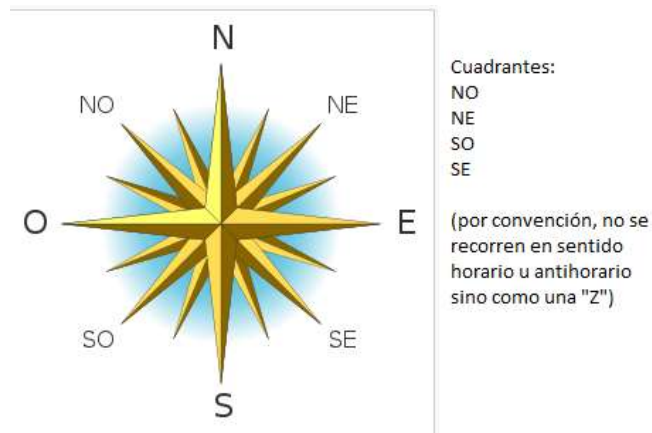 N
NO
NE
O
E
SO
SE
S
Cuadrantes:
NO
NE
SO
SE
(por convención, no se
recorren en sentido
horario u antihorario
sino como una "Z")